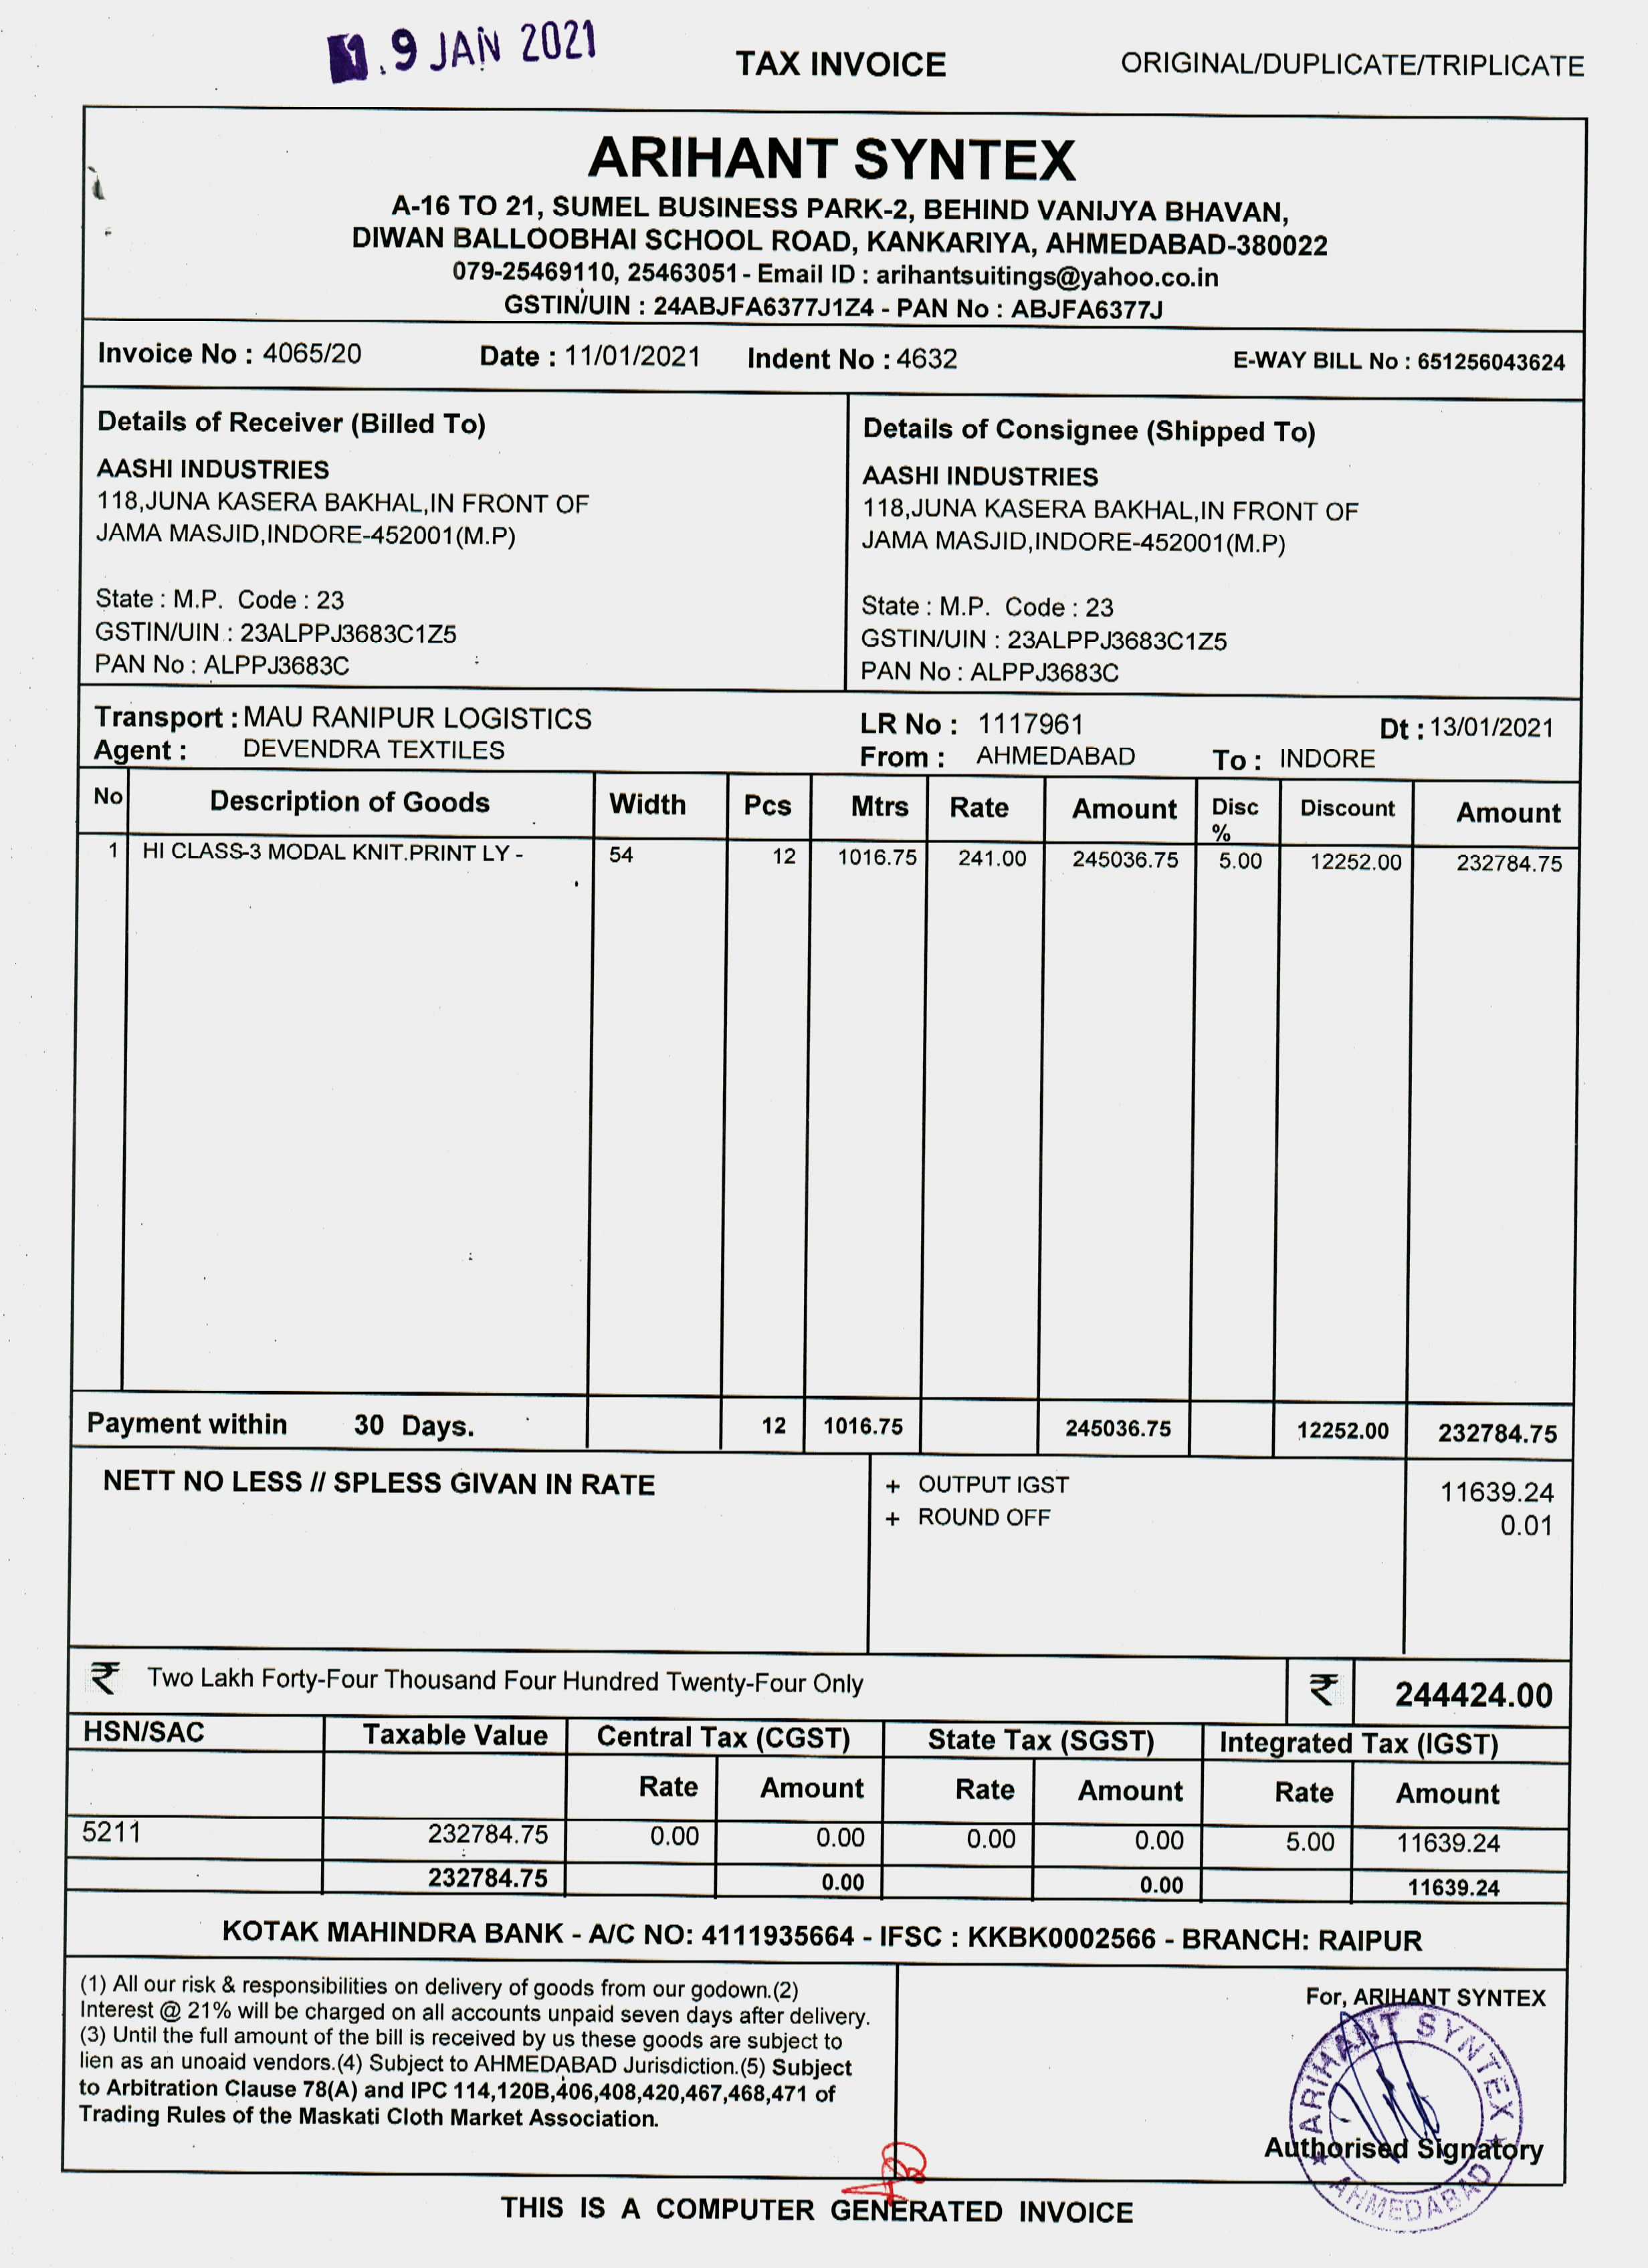 19 JAN 2021
TAX INVOICE
ORIGINAL/DUPLICATE/TRIPLICATE
ARIHANT SYNTEX
A-16 TO 21, SUMEL BUSINESS PARK-2, BEHIND VANIJYA BHAVAN,
DIWAN BALLOOBHAI SCHOOL ROAD, KANKARIYA, AHMEDABAD-380022
079-25469110, 25463051 - Email ID : arihantsuitings@yahoo.co.in
GSTIN/UIN : 24ABJFA6377J1Z4 - PAN No : ABJFA6377J
Invoice No : 4065/20 Date : 11/01/2021 Indent No : 4632 E-WAY BILL No : 651256043624
Details of Receiver (Billed To)
AASHI INDUSTRIES
118,JUNA KASERA BAKHAL,IN FRONT OF
JAMA MASJID,INDORE-452001(M.P)
State : M.P. Code : 23
GSTIN/UIN : 23ALPPJ3683C1Z5
PAN No : ALPPJ3683C
Details of Consignee (Shipped To)
AASHI INDUSTRIES
118,JUNA KASERA BAKHAL,IN FRONT OF
JAMA MASJID,INDORE-452001(M.P)
State : M.P. Code : 23
GSTIN/UIN : 23ALPPJ3683C1Z5
PAN No : ALPPJ3683C
Transport : MAU RANIPUR LOGISTICS LR No : 1117961 Dt : 13/01/2021
Agent : DEVENDRA TEXTILES From : AHMEDABAD To : INDORE
No Description of Goods Width Pcs Mtrs Rate Amount Disc % Discount Amount
1 HI CLASS-3 MODAL KNIT.PRINT LY - 54 12 1016.75 241.00 245036.75 5.00 12252.00 232784.75
Payment within 30 Days. 12 1016.75 245036.75 12252.00 232784.75
NETT NO LESS // SPLESS GIVAN IN RATE
+ OUTPUT IGST 11639.24
+ ROUND OFF 0.01
₹ Two Lakh Forty-Four Thousand Four Hundred Twenty-Four Only ₹ 244424.00
HSN/SAC Taxable Value Central Tax (CGST) State Tax (SGST) Integrated Tax (IGST)
Rate Amount Rate Amount Rate Amount
5211 232784.75 0.00 0.00 0.00 0.00 5.00 11639.24
232784.75 0.00 0.00 11639.24
KOTAK MAHINDRA BANK - A/C NO: 4111935664 - IFSC : KKBK0002566 - BRANCH: RAIPUR
(1) All our risk & responsibilities on delivery of goods from our godown.(2)
Interest @ 21% will be charged on all accounts unpaid seven days after delivery.
(3) Until the full amount of the bill is received by us these goods are subject to
lien as an unoaid vendors.(4) Subject to AHMEDABAD Jurisdiction.(5) Subject
to Arbitration Clause 78(A) and IPC 114,120B,406,408,420,467,468,471 of
Trading Rules of the Maskati Cloth Market Association.
For, ARIHANT SYNTEX
ARIHANT SYNTEX
AHMEDABAD
Authorised Signatory
THIS IS A COMPUTER GENERATED INVOICE